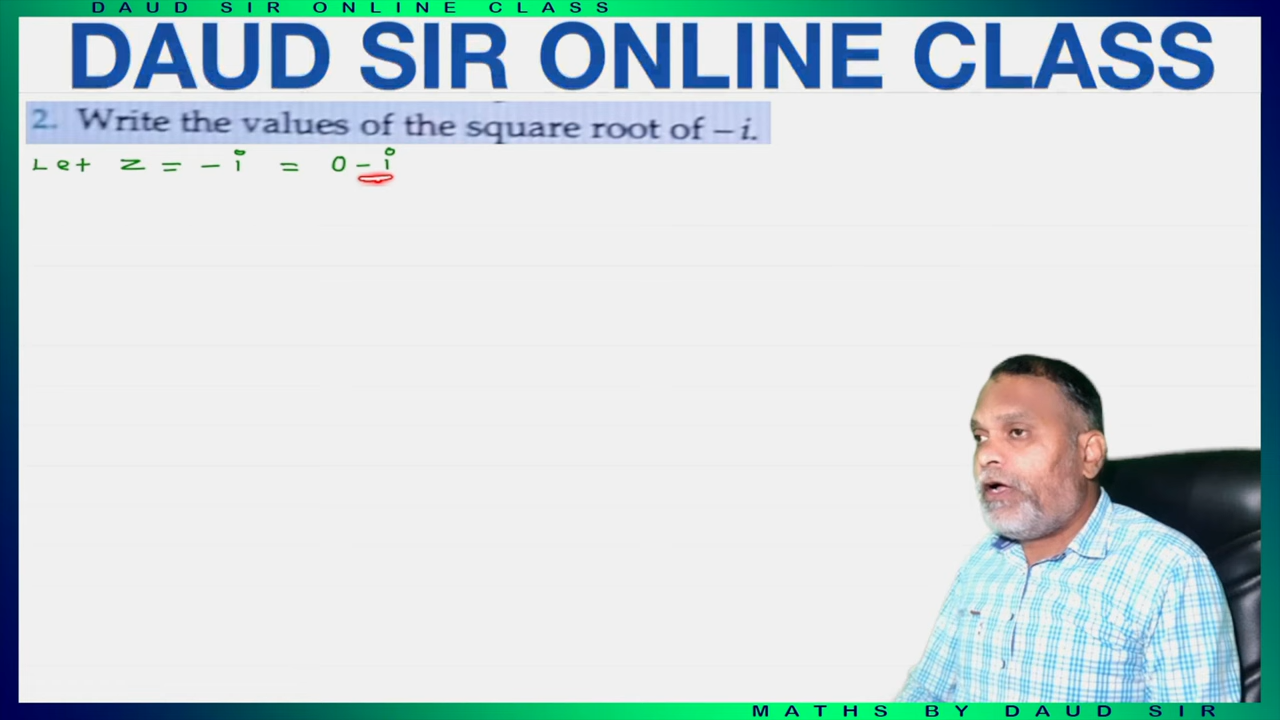 DAUD SIR ONLINE CLASS
DAUD SIR ONLINE CLASS
2. Write the values of the square root of – i.
Let z = - i = 0 - i
MATHS BY DAUD SIR